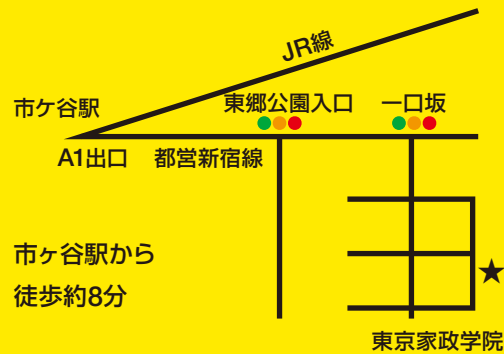 JR線
市ケ谷駅
東郷公園入口 一口坂
A1出口 都営新宿線
市ヶ谷駅から
徒歩約8分
東京家政学院